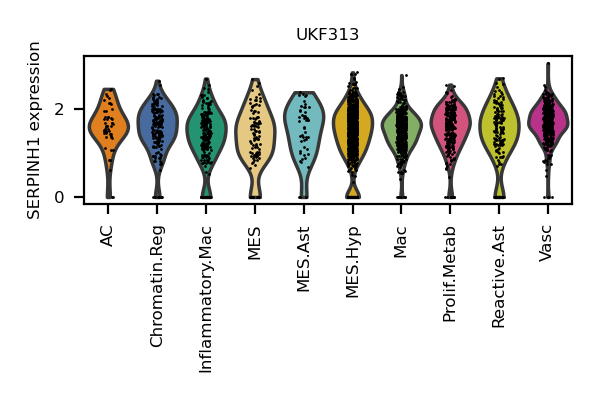 UKF313
SERPINH1 expression
2
0
AC
Chromatin.Reg
Inflammatory.Mac
MES
MES.Ast
MES.Hyp
Mac
Prolif.Metab
Reactive.Ast
Vasc